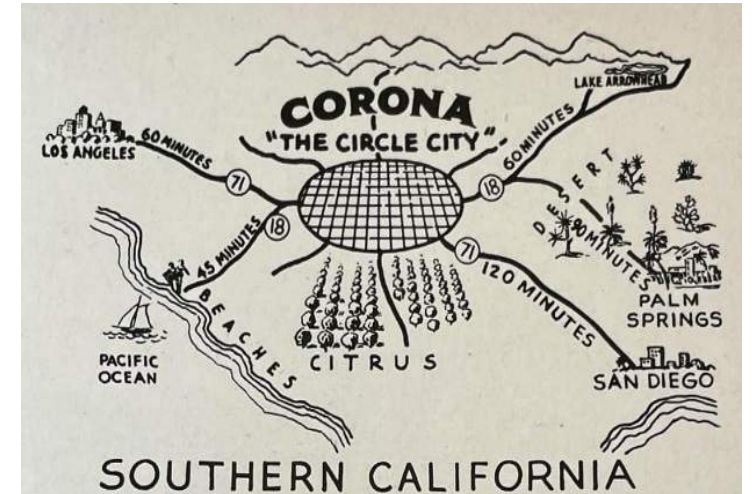 CORONA
"THE CIRCLE CITY"
LAKE ARROWHEAD
60 MINUTES
LOS ANGELES
60 MINUTES
71
18
18
DESERT
90 MINUTES
45 MINUTES
BEACHES
71
120 MINUTES
PALM
SPRINGS
PACIFIC
OCEAN
CITRUS
SAN DIEGO
SOUTHERN CALIFORNIA